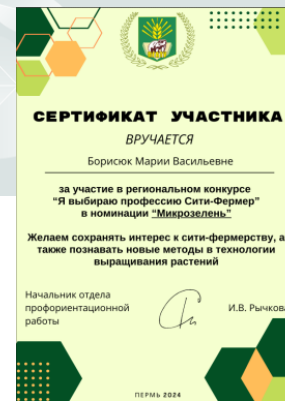 СЕРТИФИКАТ УЧАСТНИКА
ВРУЧАЕТСЯ
Борисюк Марии Васильевне
за участие в региональном конкурсе
“Я выбираю профессию Сити-Фермер”
в номинации “Микрозелень”
Желаем сохранять интерес к сити-фермерству, а
также познавать новые методы в технологии
выращивания растений
Начальник отдела
профориентационной
работы
И.В. Рычкова
ПЕРМЬ 2024